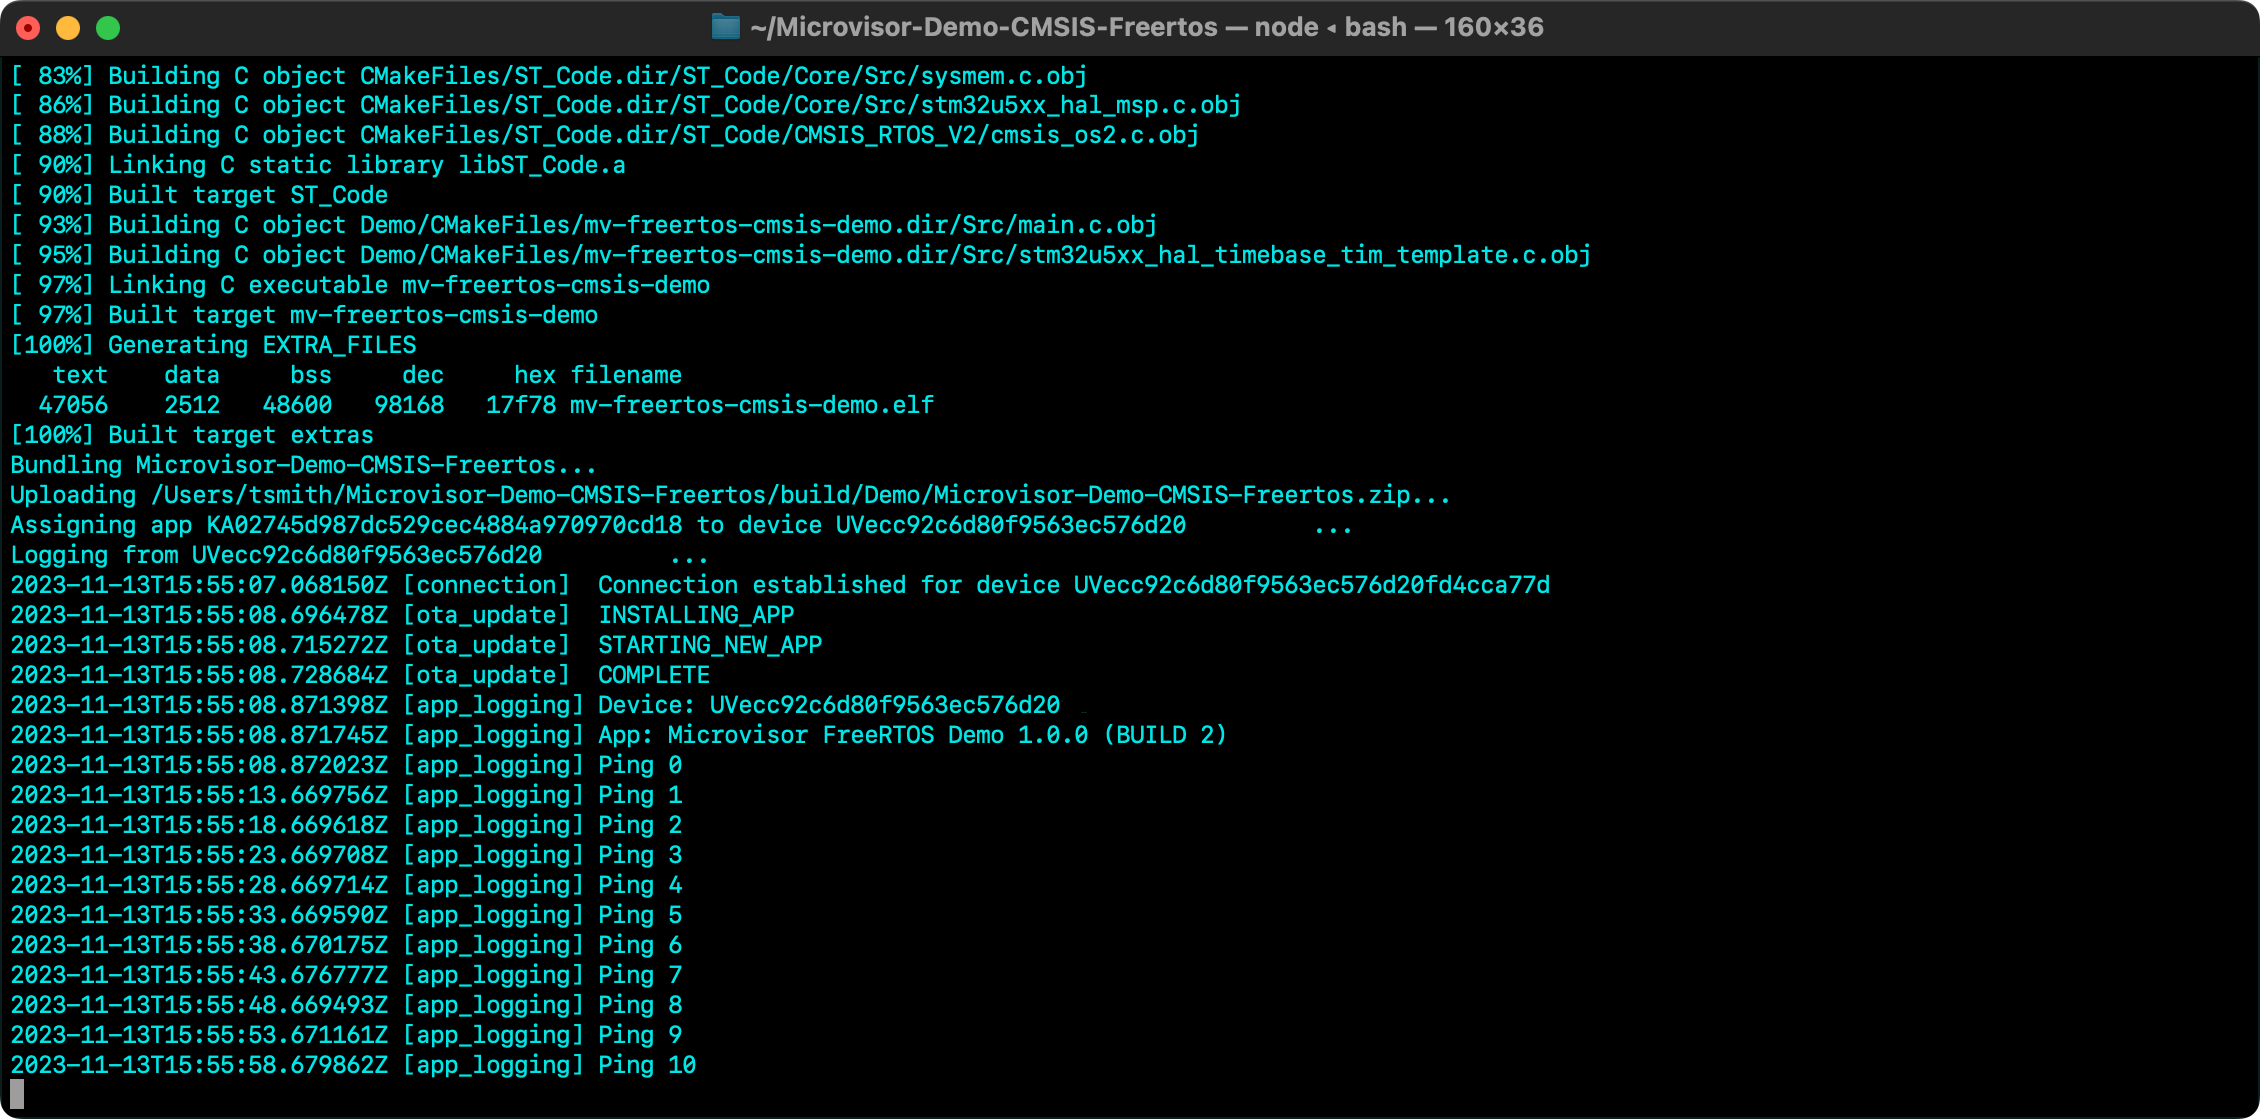 ~/Microvisor-Demo-CMSIS-Freertos — node ◂ bash — 160×36
[ 83%] Building C object CMakeFiles/ST_Code.dir/ST_Code/Core/Src/sysmem.c.obj
[ 86%] Building C object CMakeFiles/ST_Code.dir/ST_Code/Core/Src/stm32u5xx_hal_msp.c.obj
[ 88%] Building C object CMakeFiles/ST_Code.dir/ST_Code/CMSIS_RTOS_V2/cmsis_os2.c.obj
[ 90%] Linking C static library libST_Code.a
[ 90%] Built target ST_Code
[ 93%] Building C object Demo/CMakeFiles/mv-freertos-cmsis-demo.dir/Src/main.c.obj
[ 95%] Building C object Demo/CMakeFiles/mv-freertos-cmsis-demo.dir/Src/stm32u5xx_hal_timebase_tim_template.c.obj
[ 97%] Linking C executable mv-freertos-cmsis-demo
[ 97%] Built target mv-freertos-cmsis-demo
[100%] Generating EXTRA_FILES
   text    data     bss     dec     hex filename
  47056    2512   48600   98168   17f78 mv-freertos-cmsis-demo.elf
[100%] Built target extras
Bundling Microvisor-Demo-CMSIS-Freertos...
Uploading /Users/tsmith/Microvisor-Demo-CMSIS-Freertos/build/Demo/Microvisor-Demo-CMSIS-Freertos.zip...
Assigning app KA02745d987dc529cec4884a970970cd18 to device UVecc92c6d80f9563ec576d20         ...
Logging from UVecc92c6d80f9563ec576d20         ...
2023-11-13T15:55:07.068150Z [connection]  Connection established for device UVecc92c6d80f9563ec576d20fd4cca77d
2023-11-13T15:55:08.696478Z [ota_update]  INSTALLING_APP
2023-11-13T15:55:08.715272Z [ota_update]  STARTING_NEW_APP
2023-11-13T15:55:08.728684Z [ota_update]  COMPLETE
2023-11-13T15:55:08.871398Z [app_logging] Device: UVecc92c6d80f9563ec576d20
2023-11-13T15:55:08.871745Z [app_logging] App: Microvisor FreeRTOS Demo 1.0.0 (BUILD 2)
2023-11-13T15:55:08.872023Z [app_logging] Ping 0
2023-11-13T15:55:13.669756Z [app_logging] Ping 1
2023-11-13T15:55:18.669618Z [app_logging] Ping 2
2023-11-13T15:55:23.669708Z [app_logging] Ping 3
2023-11-13T15:55:28.669714Z [app_logging] Ping 4
2023-11-13T15:55:33.669590Z [app_logging] Ping 5
2023-11-13T15:55:38.670175Z [app_logging] Ping 6
2023-11-13T15:55:43.676777Z [app_logging] Ping 7
2023-11-13T15:55:48.669493Z [app_logging] Ping 8
2023-11-13T15:55:53.671161Z [app_logging] Ping 9
2023-11-13T15:55:58.679862Z [app_logging] Ping 10